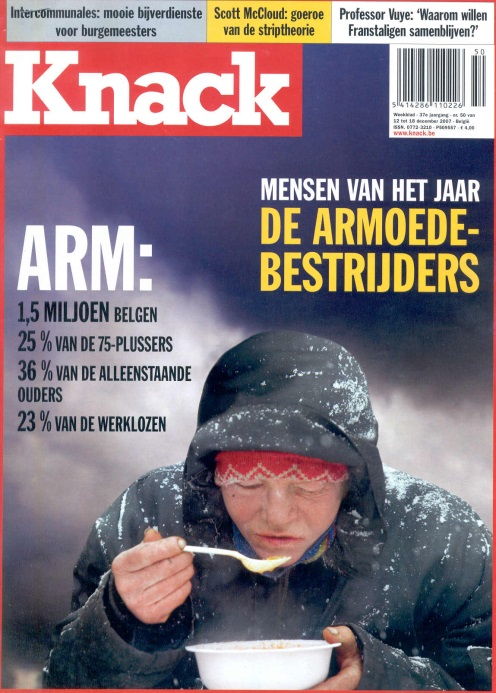 Intercommunales: mooie bijverdienste
voor burgemeesters
Scott McCloud: goeroe
van de striptheorie
Professor Vuye: ‘Waarom willen
Franstaligen samenblijven?’
Knack
50
5 414286 110226
Weekblad - 37e jaargang - nr. 50 van
12 tot 18 december 2007 - België
ISSN. 0772-3210 - P509557 - € 4,00
www.knack.be
MENSEN VAN HET JAAR
DE ARMOEDE-
BESTRIJDERS
ARM:
1,5 MILJOEN BELGEN
25 % VAN DE 75-PLUSSERS
36 % VAN DE ALLEENSTAANDE
OUDERS
23 % VAN DE WERKLOZEN